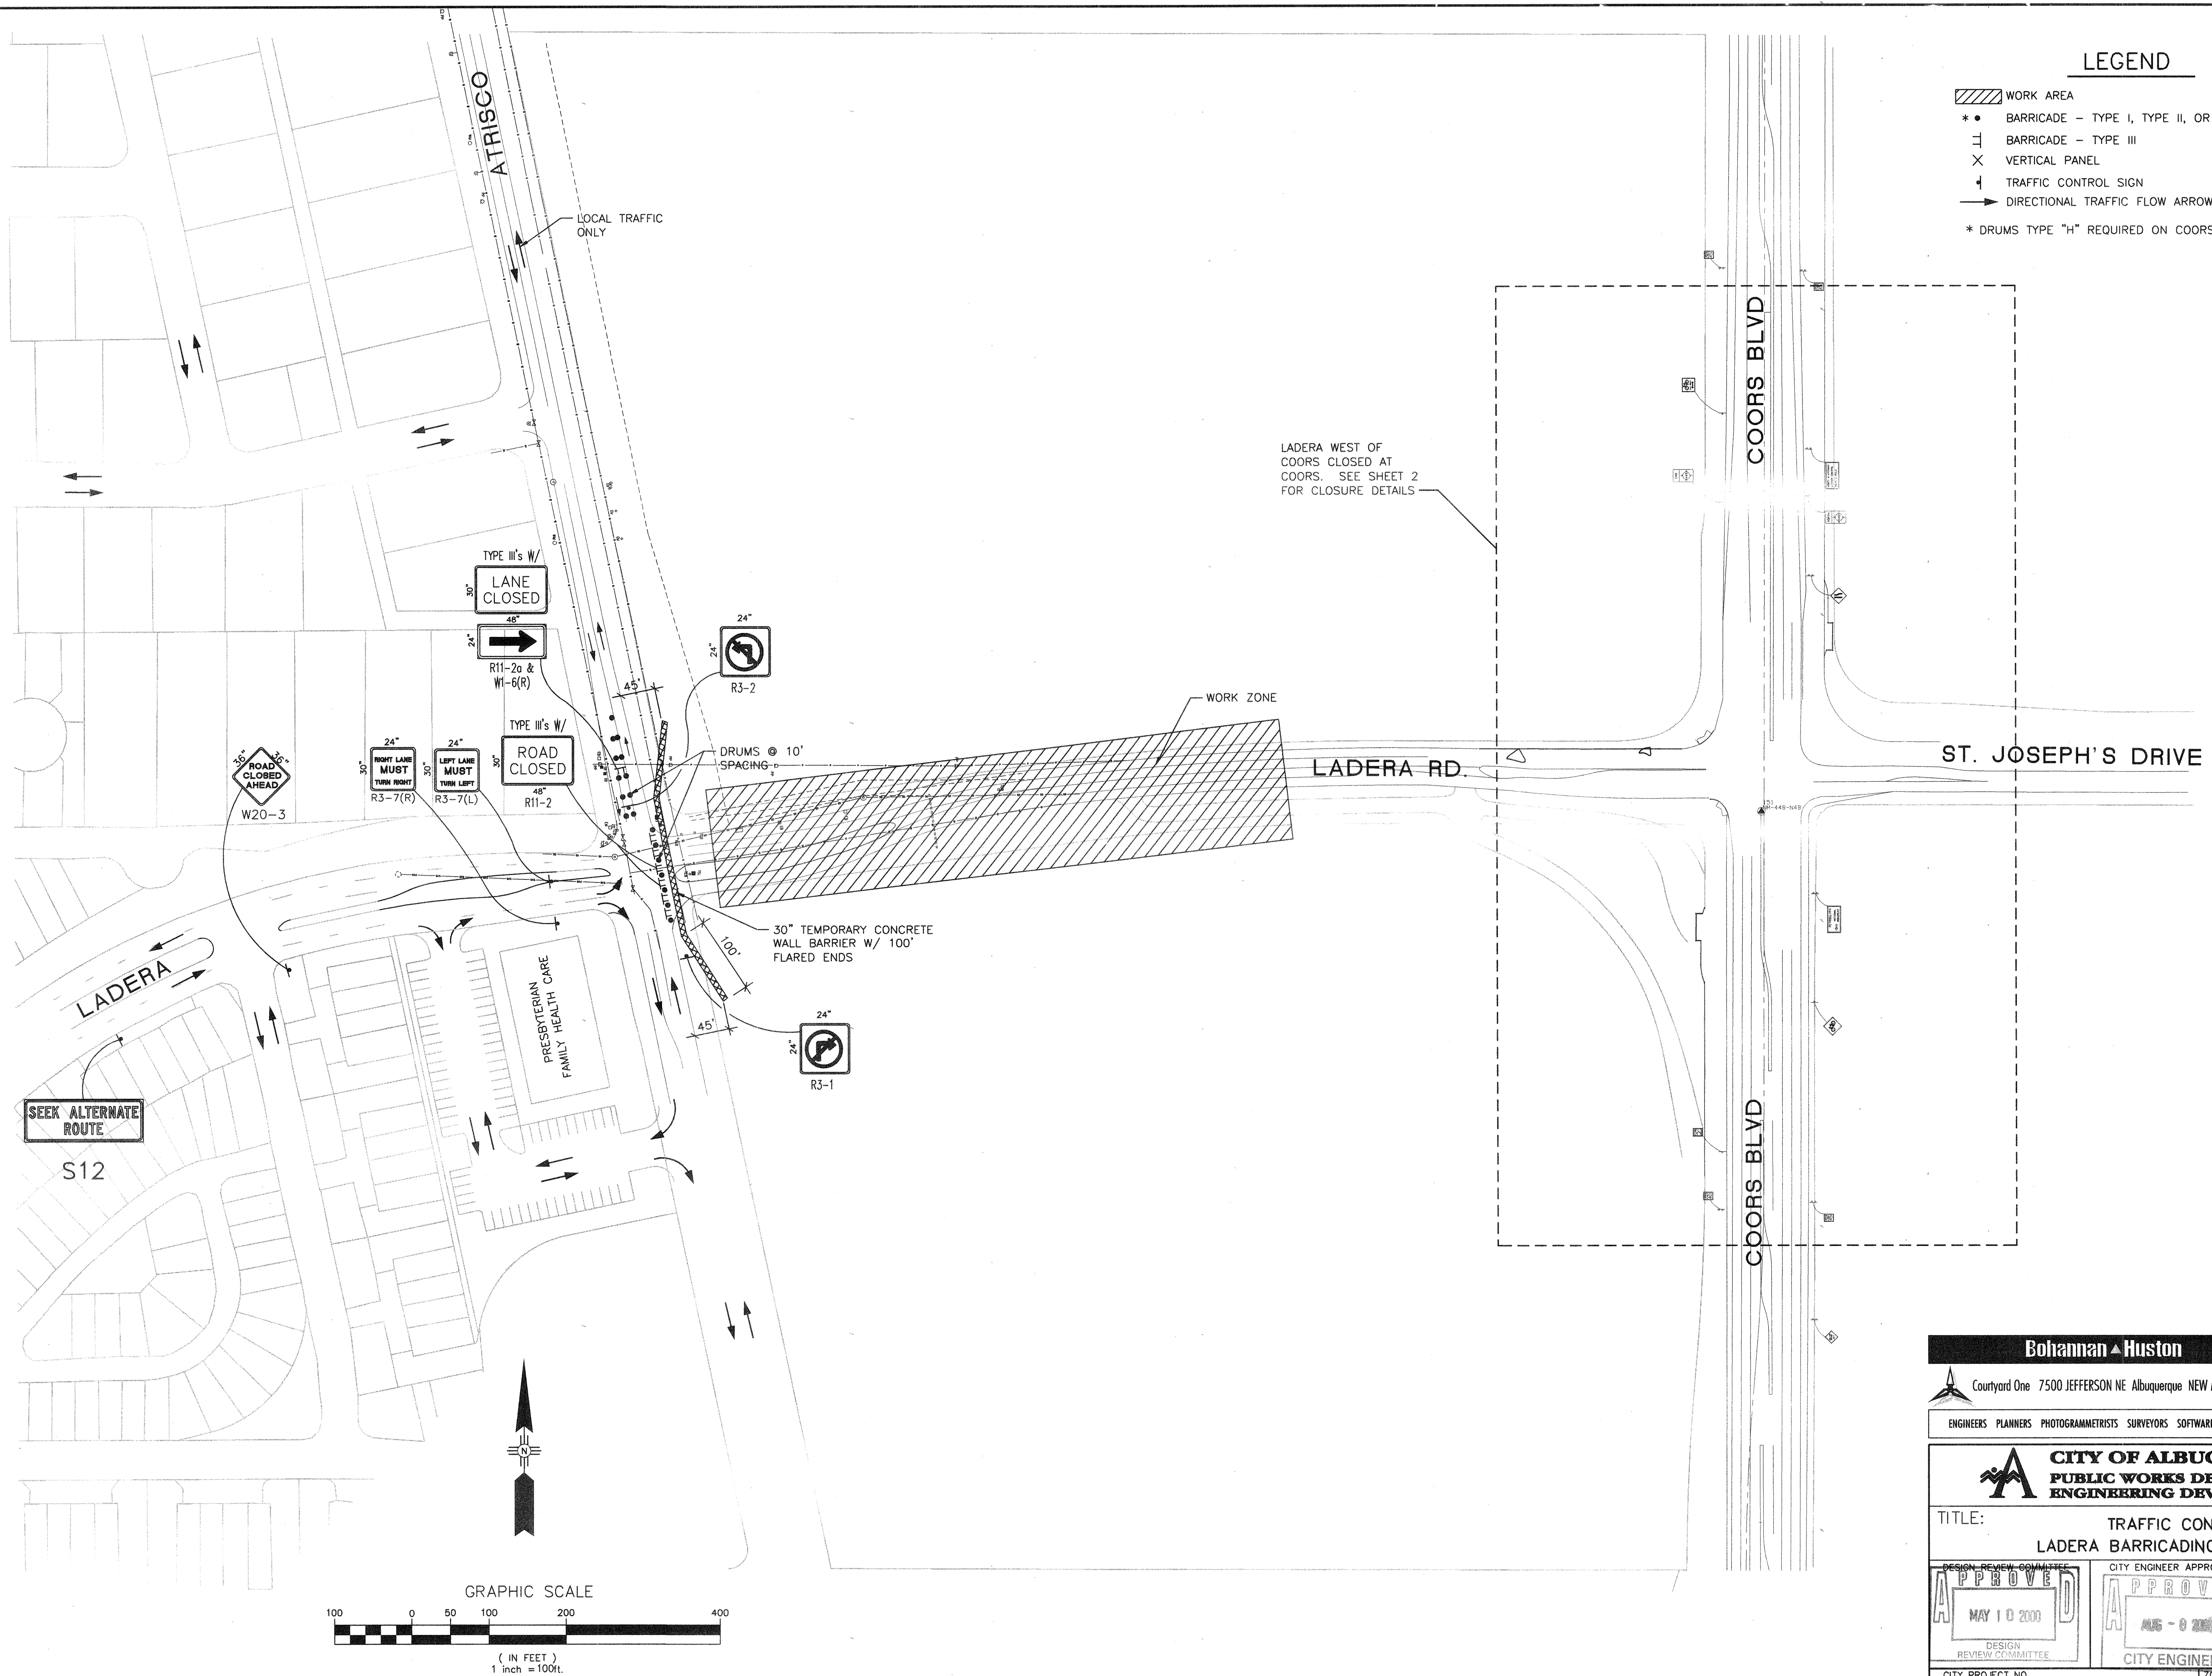 LEGEND
WORK AREA
* ● BARRICADE – TYPE I, TYPE II, OR
BARRICADE – TYPE III
VERTICAL PANEL
TRAFFIC CONTROL SIGN
DIRECTIONAL TRAFFIC FLOW ARROW
* DRUMS TYPE "H" REQUIRED ON COORS
ATRISCO
LOCAL TRAFFIC
ONLY
COORS BLVD
LADERA WEST OF
COORS CLOSED AT
COORS. SEE SHEET 2
FOR CLOSURE DETAILS
TYPE III's W/
LANE
CLOSED
30"
48"
24"
R11-2a &
W1-6(R)
24"
24"
R3-2
45'
WORK ZONE
TYPE III's W/
ROAD
CLOSED
30"
48"
R11-2
DRUMS @ 10'
SPACING
36"
36"
ROAD
CLOSED
AHEAD
W20-3
24"
30"
RIGHT LANE
MUST
TURN RIGHT
R3-7(R)
24"
30"
LEFT LANE
MUST
TURN LEFT
R3-7(L)
LADERA RD.
ST. JOSEPH'S DRIVE
30" TEMPORARY CONCRETE
WALL BARRIER W/ 100'
FLARED ENDS
100'
45'
LADERA
PRESBYTERIAN
FAMILY HEALTH CARE
24"
24"
R3-1
SEEK ALTERNATE
ROUTE
S12
COORS BLVD
N
GRAPHIC SCALE
100 0 50 100 200 400
( IN FEET )
1 inch = 100ft.
Bohannan Huston
Courtyard One 7500 JEFFERSON NE Albuquerque NEW
ENGINEERS PLANNERS PHOTOGRAMMETRISTS SURVEYORS SOFTWAR
CITY OF ALBUQ
PUBLIC WORKS DE
ENGINEERING DEV
TITLE:
TRAFFIC CON
LADERA BARRICADING
DESIGN REVIEW COMMITTEE
CITY ENGINEER APPRO
APPROVED
MAY 10 2000
DESIGN
REVIEW COMMITTEE
APPROV
CITY ENGINE
CITY PROJECT NO.